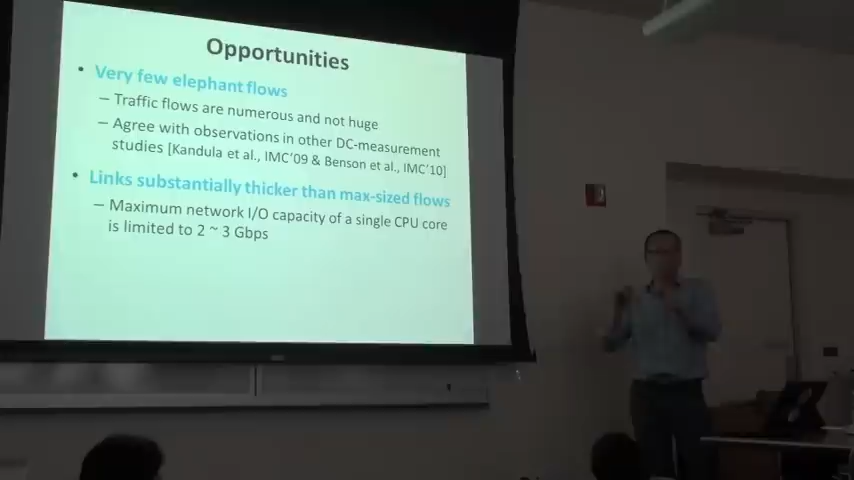 Opportunities
• Very few elephant flows
– Traffic flows are numerous and not huge
– Agree with observations in other DC-measurement
studies [Kandula et al., IMC'09 & Benson et al., IMC'10]
• Links substantially thicker than max-sized flows
– Maximum network I/O capacity of a single CPU core
is limited to 2 ~ 3 Gbps